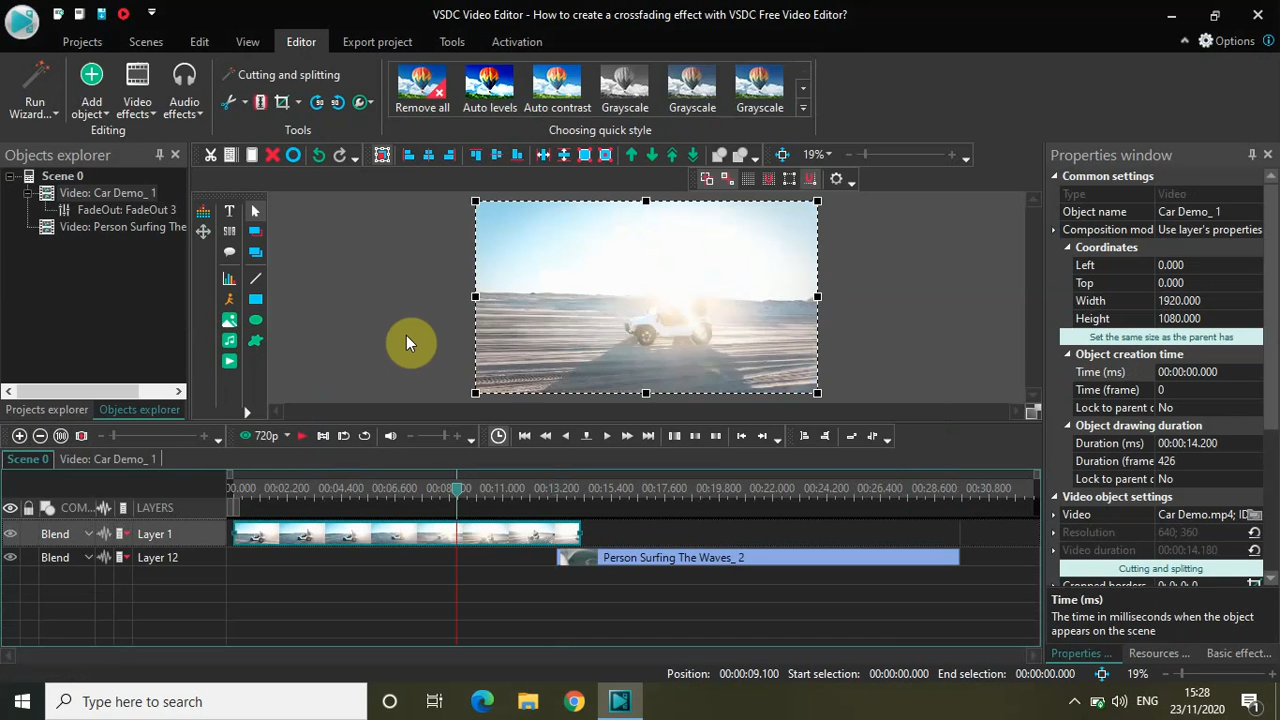 VSDC Video Editor - How to create a crossfading effect with VSDC Free Video Editor?
Projects Scenes Edit View Editor Export project Tools Activation
Options
Run Wizard...
Add object
Video effects
Audio effects
Editing
Cutting and splitting
Tools
Remove all Auto levels Auto contrast Grayscale Grayscale Grayscale
Choosing quick style
Objects explorer
Scene 0
Video: Car Demo_ 1
FadeOut: FadeOut 3
Video: Person Surfing The
Projects explorer Objects explorer
19%
Properties window
Common settings
Type Video
Object name Car Demo_ 1
Composition mod Use layer's properties
Coordinates
Left 0.000
Top 0.000
Width 1920.000
Height 1080.000
Set the same size as the parent has
Object creation time
Time (ms) 00:00:00.000
Time (frame) 0
Lock to parent d No
Object drawing duration
Duration (ms) 00:00:14.200
Duration (frame 426
Lock to parent d No
Video object settings
Video Car Demo.mp4; ID
Resolution 640; 360
Video duration 00:00:14.180
Cutting and splitting
Cropped borders 0; 0; 0; 0
Time (ms)
The time in milliseconds when the object
appears on the scene
Properties ... Resources ... Basic effect...
720p
Scene 0 Video: Car Demo_ 1
00:02.200 00:04.400 00:06.600 00:11.000 00:13.200 00:15.400 00:17.600 00:19.800 00:22.000 00:24.200 00:26.400 00:28.600 00:30.800
COM... LAYERS
Blend Layer 1
Blend Layer 12
Person Surfing The Waves_ 2
Position: 00:00:09.100 Start selection: 00:00:00.000 End selection: 00:00:00.000 19%
Type here to search
ENG
15:28
23/11/2020
1